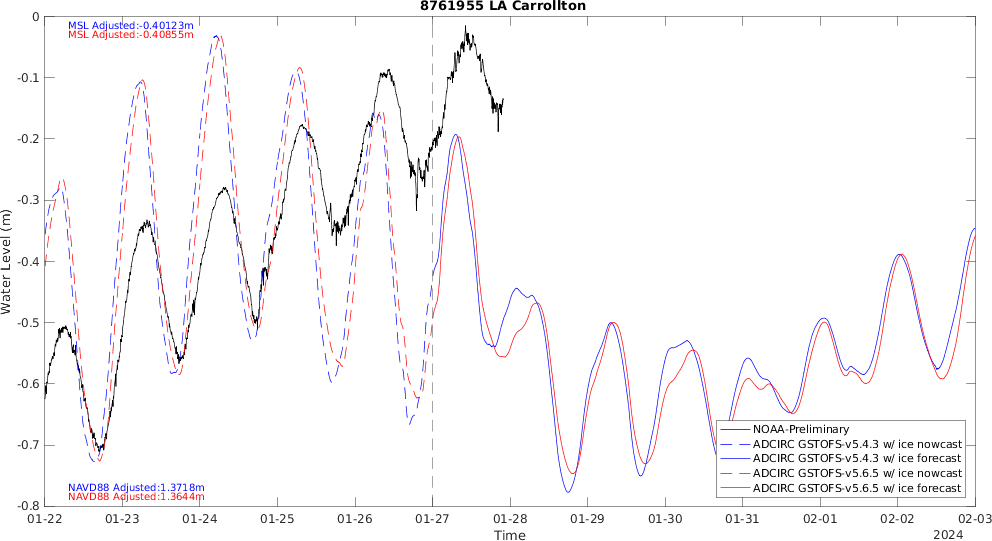 8761955 LA Carrollton
MSL Adjusted:-0.40123m
MSL Adjusted:-0.40855m
0
-0.1
-0.2
-0.3
-0.4
-0.5
-0.6
-0.7
-0.8
Water Level (m)
NAVD88 Adjusted:1.3718m
NAVD88 Adjusted:1.3644m
NOAA-Preliminary
ADCIRC GSTOFS-v5.4.3 w/ ice nowcast
ADCIRC GSTOFS-v5.4.3 w/ ice forecast
ADCIRC GSTOFS-v5.6.5 w/ ice nowcast
ADCIRC GSTOFS-v5.6.5 w/ ice forecast
01-22 01-23 01-24 01-25 01-26 01-27 01-28 01-29 01-30 01-31 02-01 02-02 02-03
Time
2024